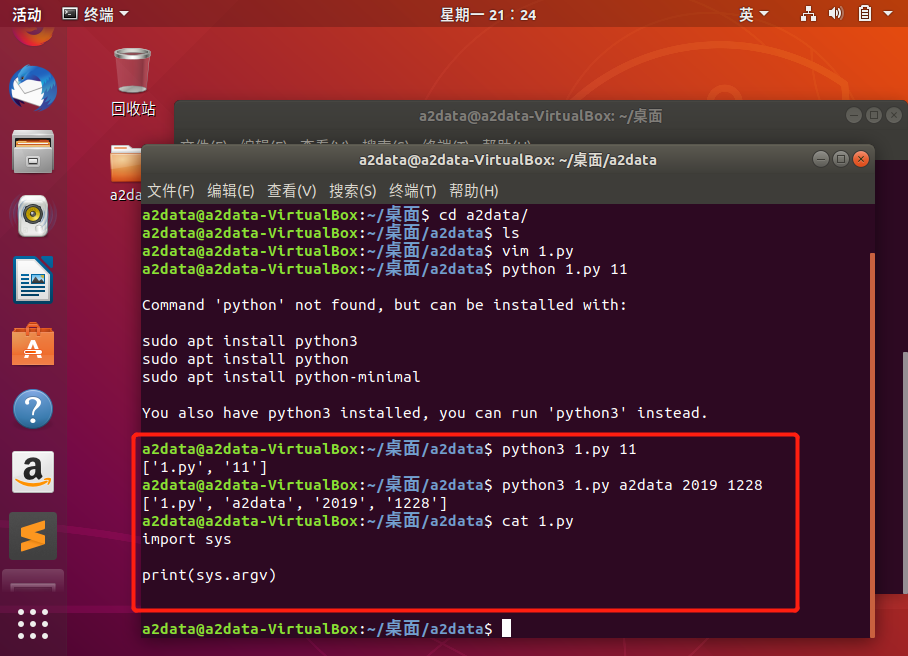 活动 终端 星期一 21：24 英
回收站
a2data@a2data-VirtualBox: ~/桌面
a2da
a2data@a2data-VirtualBox: ~/桌面/a2data
文件(F) 编辑(E) 查看(V) 搜索(S) 终端(T) 帮助(H)
a2data@a2data-VirtualBox:~/桌面$ cd a2data/
a2data@a2data-VirtualBox:~/桌面/a2data$ ls
a2data@a2data-VirtualBox:~/桌面/a2data$ vim 1.py
a2data@a2data-VirtualBox:~/桌面/a2data$ python 1.py 11
Command 'python' not found, but can be installed with:
sudo apt install python3
sudo apt install python
sudo apt install python-minimal
You also have python3 installed, you can run 'python3' instead.
a2data@a2data-VirtualBox:~/桌面/a2data$ python3 1.py 11
['1.py', '11']
a2data@a2data-VirtualBox:~/桌面/a2data$ python3 1.py a2data 2019 1228
['1.py', 'a2data', '2019', '1228']
a2data@a2data-VirtualBox:~/桌面/a2data$ cat 1.py
import sys
print(sys.argv)
a2data@a2data-VirtualBox:~/桌面/a2data$